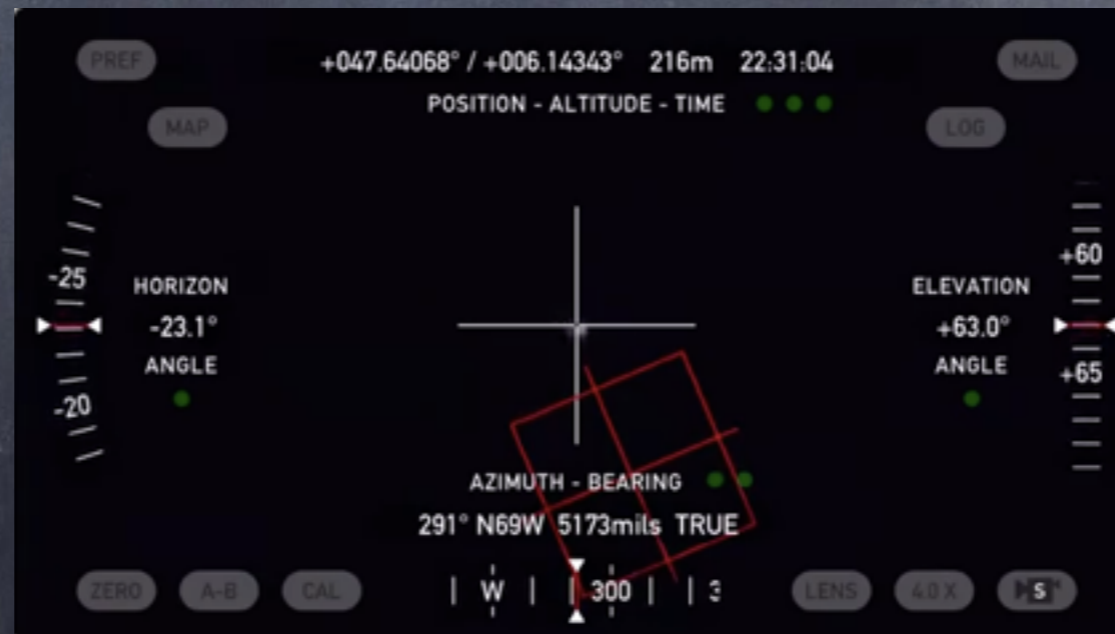 PREF
+047.64068° / +006.14343° 216m 22:31:04
MAIL
POSITION - ALTITUDE - TIME
MAP
LOG
-25
HORIZON
-23.1°
ANGLE
-20
+60
ELEVATION
+63.0°
ANGLE
+65
AZIMUTH - BEARING
291° N69W 5173mils TRUE
ZERO
A-B
CAL
W
300
3
LENS
4.0 X
S